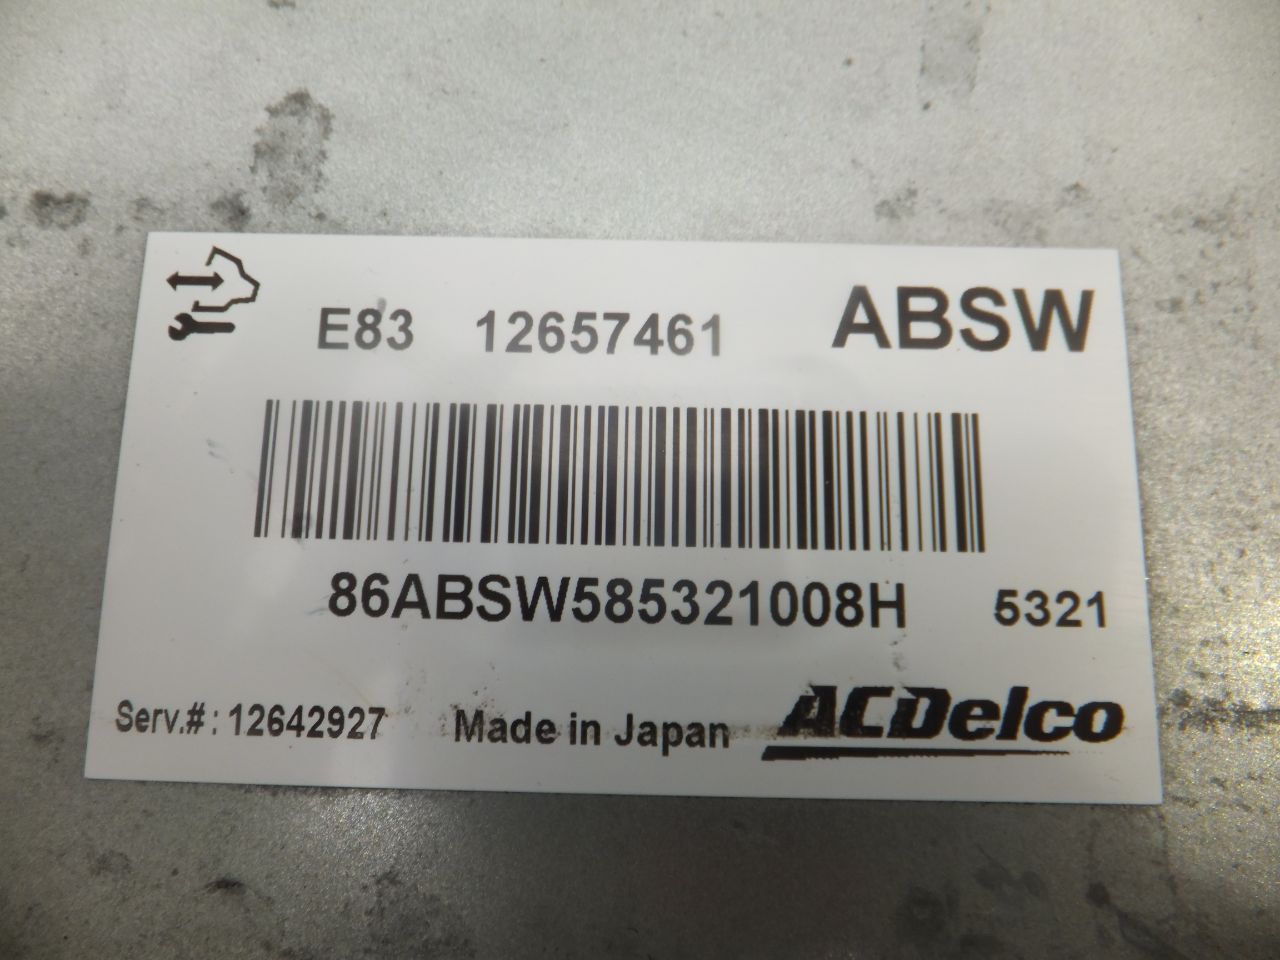 E83 12657461 ABSW
86ABSW585321008H 5321
Serv.#: 12642927 Made in Japan ACDelco